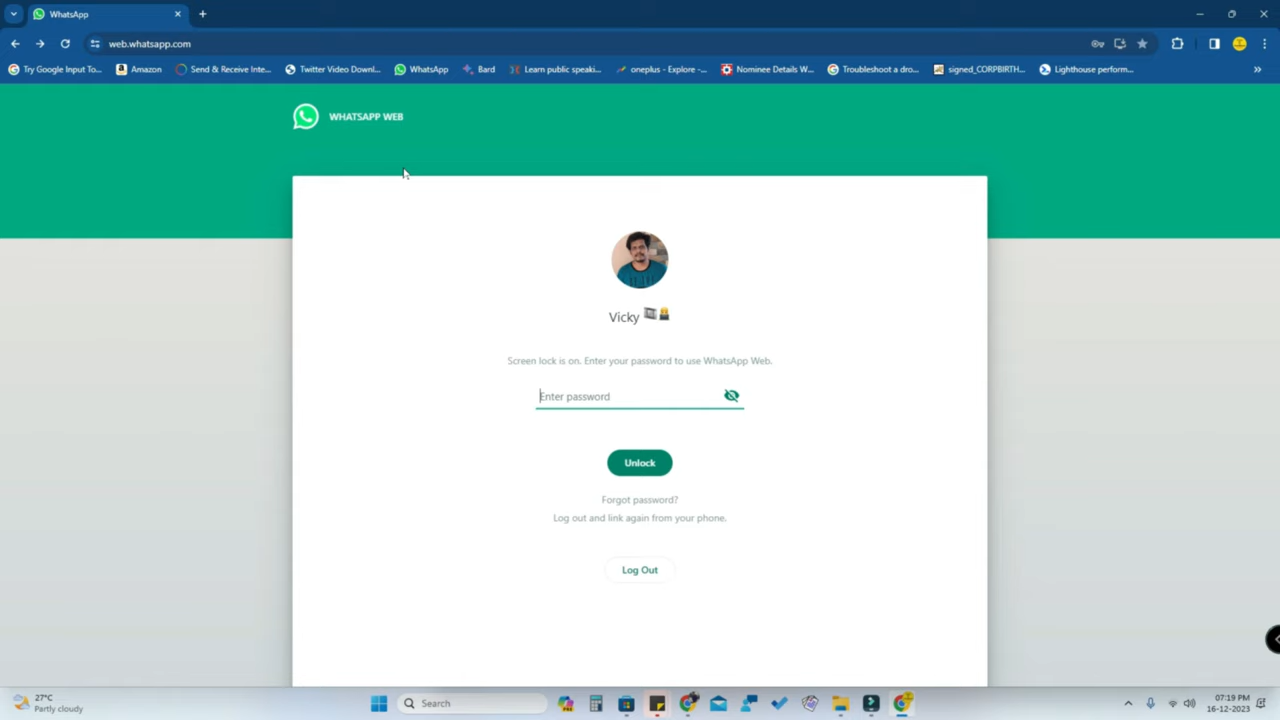 WhatsApp
web.whatsapp.com
Try Google Input To...
Amazon
Send & Receive Inte...
Twitter Video Downl...
WhatsApp
Bard
Learn public speaki...
oneplus - Explore -...
Nominee Details W...
Troubleshoot a dro...
signed_CORPBIRTH...
Lighthouse perform...
WHATSAPP WEB
Vicky
Screen lock is on. Enter your password to use WhatsApp Web.
Enter password
Unlock
Forgot password?
Log out and link again from your phone.
Log Out
27°C
Partly cloudy
Search
07:19 PM
16-12-2023